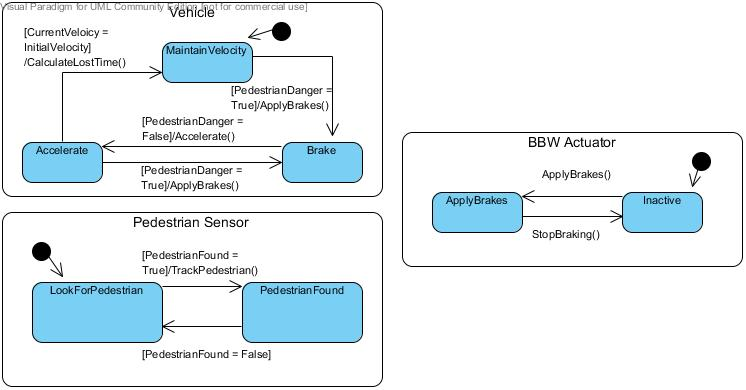 Visual Paradigm for UML Community Edition [not for commercial use]
Vehicle
[CurrentVeloicy =
InitialVelocity]
/CalculateLostTime()
MaintainVelocity
[PedestrianDanger =
True]/ApplyBrakes()
[PedestrianDanger =
False]/Accelerate()
Accelerate
Brake
[PedestrianDanger =
True]/ApplyBrakes()
BBW Actuator
ApplyBrakes()
ApplyBrakes
Inactive
StopBraking()
Pedestrian Sensor
[PedestrianFound =
True]/TrackPedestrian()
LookForPedestrian
PedestrianFound
[PedestrianFound = False]